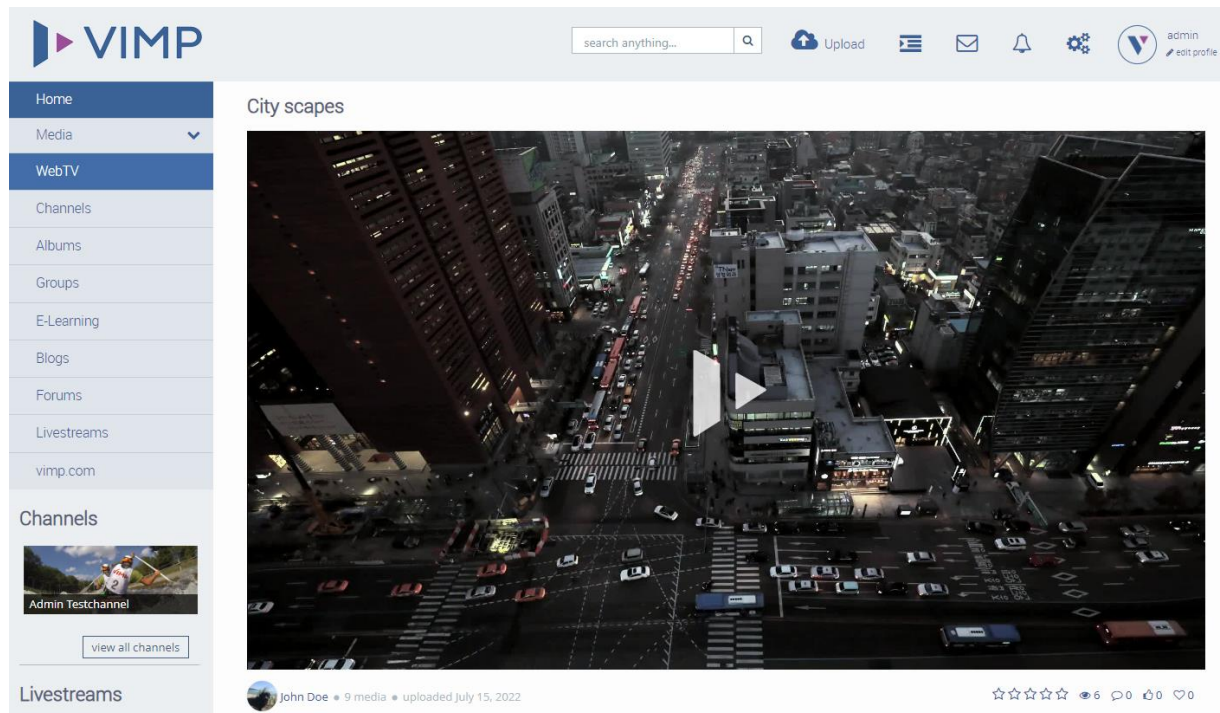 VIMP
search anything...
Upload
admin
edit profile
Home
Media
WebTV
Channels
Albums
Groups
E-Learning
Blogs
Forums
Livestreams
vimp.com
Channels
2
Admin Testchannel
view all channels
Livestreams
City scapes
John Doe • 9 media • uploaded July 15, 2022
6 0 0 0